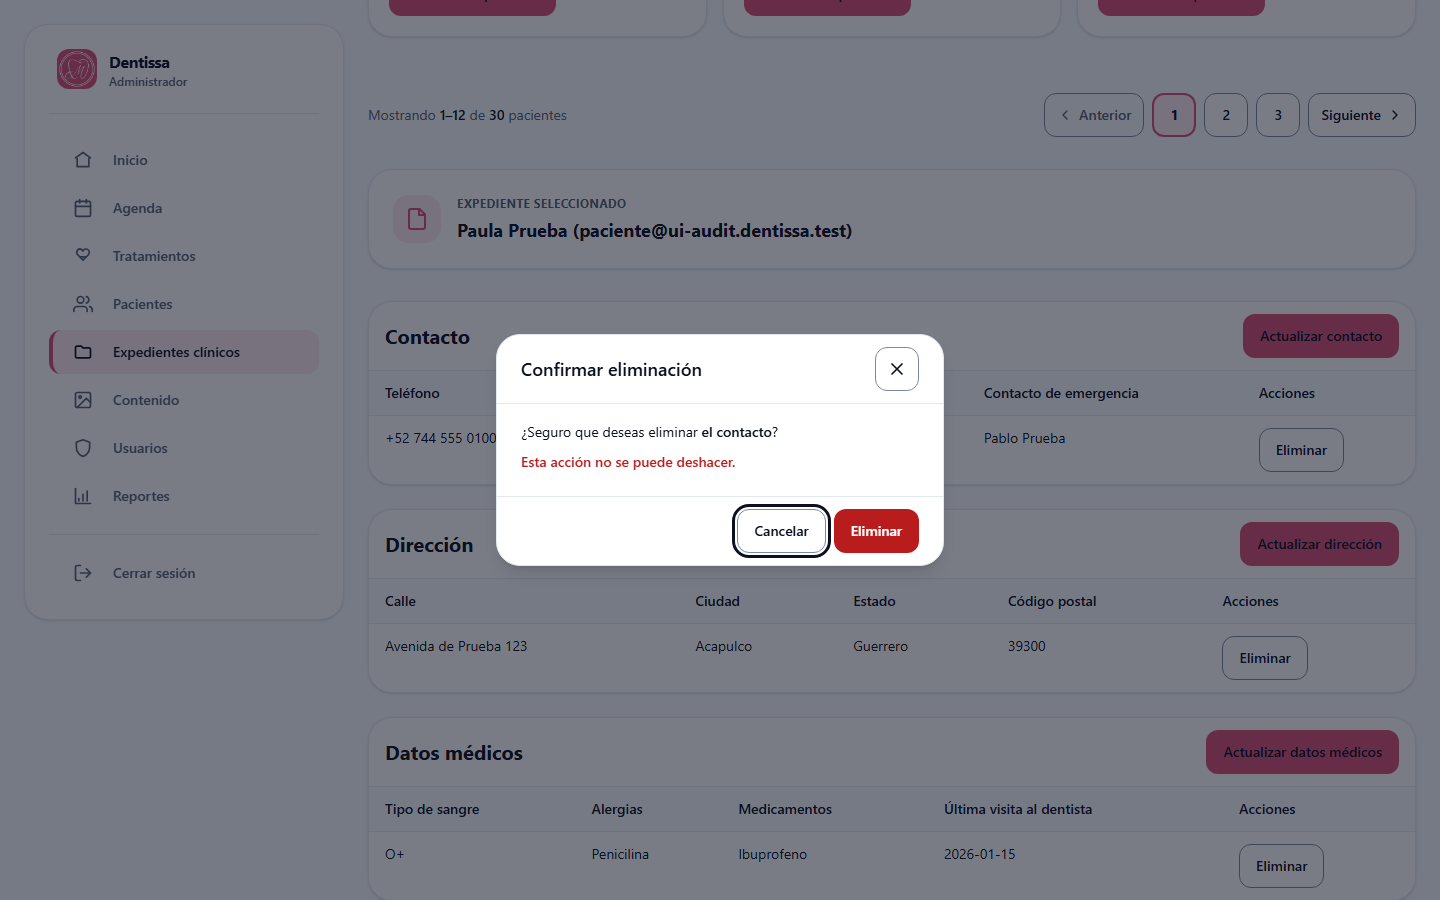 Dentissa
Administrador
Inicio
Agenda
Tratamientos
Pacientes
Expedientes clínicos
Contenido
Usuarios
Reportes
Cerrar sesión
Mostrando 1–12 de 30 pacientes
Anterior
1
2
3
Siguiente
EXPEDIENTE SELECCIONADO
Paula Prueba (paciente@ui-audit.dentissa.test)
Contacto
Actualizar contacto
Teléfono
Contacto de emergencia
Acciones
+52 744 555 0100
Pablo Prueba
Eliminar
Confirmar eliminación
¿Seguro que deseas eliminar el contacto?
Esta acción no se puede deshacer.
Cancelar
Eliminar
Dirección
Actualizar dirección
Calle
Ciudad
Estado
Código postal
Acciones
Avenida de Prueba 123
Acapulco
Guerrero
39300
Eliminar
Datos médicos
Actualizar datos médicos
Tipo de sangre
Alergias
Medicamentos
Última visita al dentista
Acciones
O+
Penicilina
Ibuprofeno
2026-01-15
Eliminar